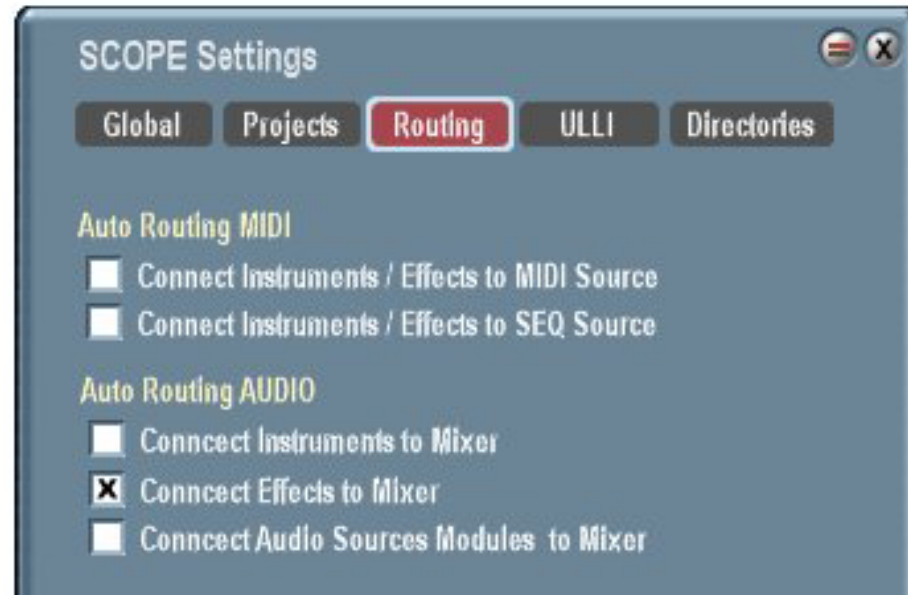 SCOPE Settings
Global Projects Routing ULLI Directories
Auto Routing MIDI
Connect Instruments / Effects to MIDI Source
Connect Instruments / Effects to SEQ Source
Auto Routing AUDIO
Conncect Instruments to Mixer
Conncect Effects to Mixer
Conncect Audio Sources Modules to Mixer